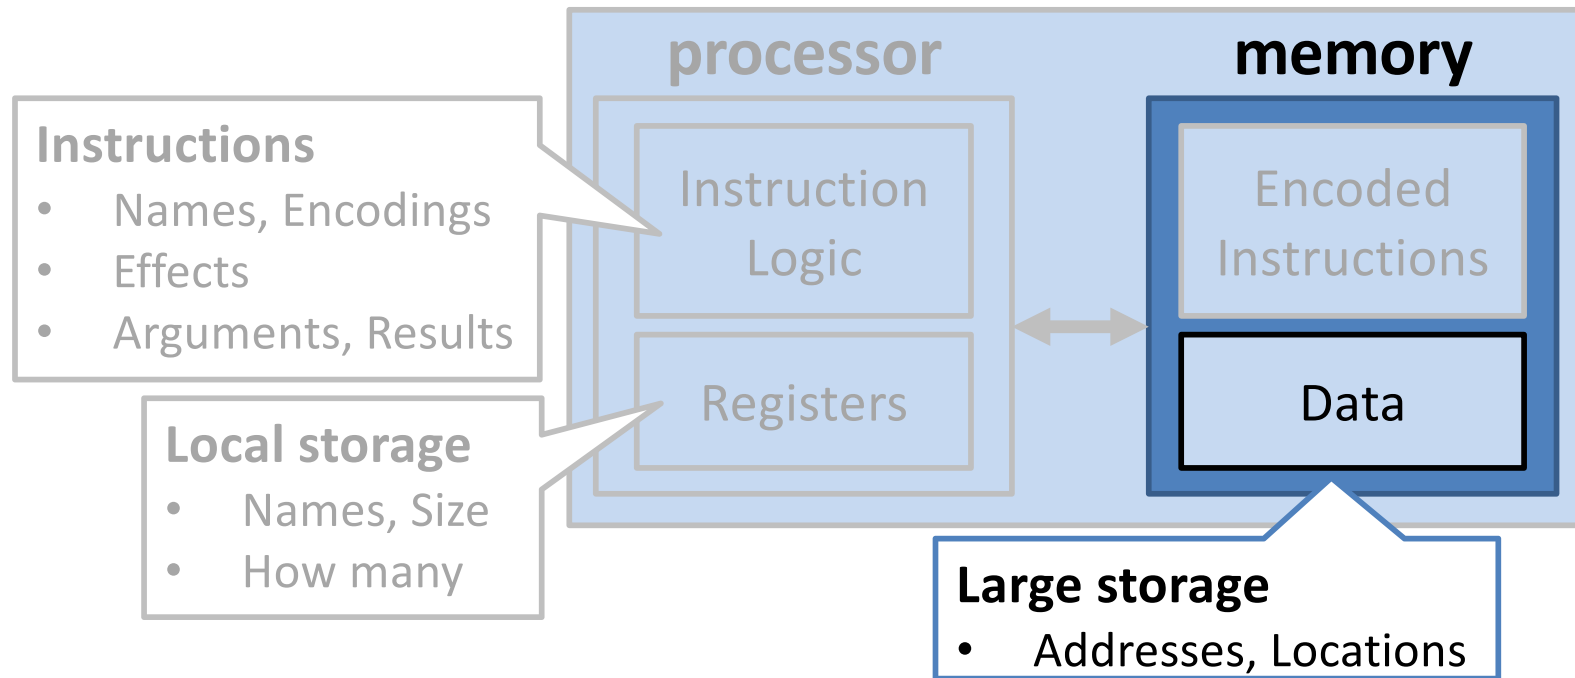 processor
memory
Instructions
• Names, Encodings
• Effects
• Arguments, Results
Instruction
Logic
Encoded
Instructions
Registers
Data
Local storage
• Names, Size
• How many
Large storage
• Addresses, Locations